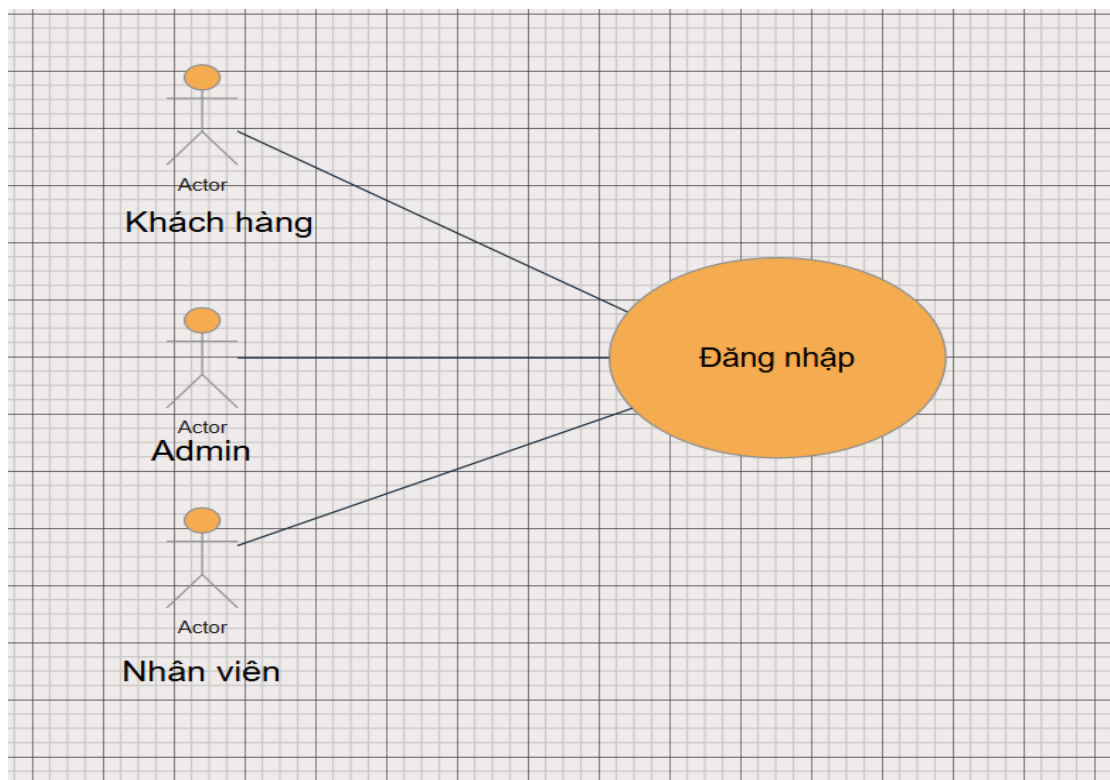 Actor
Khách hàng
Đăng nhập
Actor
Admin
Actor
Nhân viên